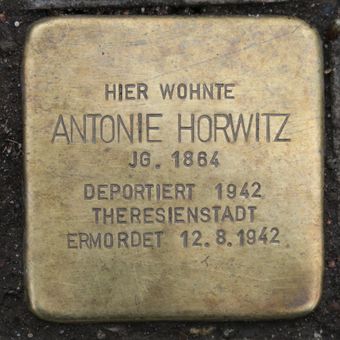 HIER WOHNTE
ANTONIE HORWITZ
JG. 1864
DEPORTIERT 1942
THERESIENSTADT
ERMORDET 12.8.1942